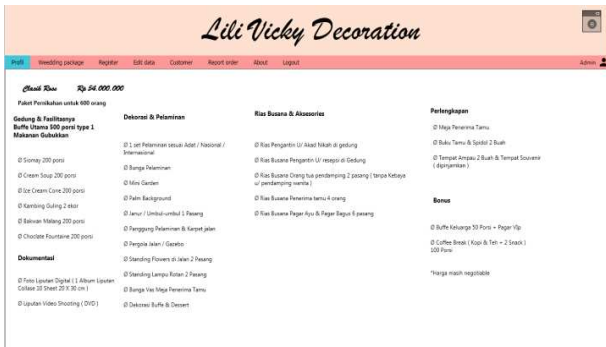 Lili Vicky Decoration
Profil Weedding package Register Edit data Customer Report order About Logout Admin
Clasik Rose Rp 54.000.000
Paket Pernikahan untuk 600 orang
Gedung & Fasilitasnya
Buffe Utama 500 porsi type 1
Makanan Gubukkan
Ø Siomay 200 porsi
Ø Cream Soup 200 porsi
Ø Ice Cream Cone 200 porsi
Ø Kambing Guling 2 ekor
Ø Bakwan Malang 200 porsi
Ø Choclate Fountaine 200 porsi
Dokumentasi
Ø Foto Liputan Digital ( 1 Album Liputan
Collase 10 Sheet 20 X 30 cm )
Ø Liputan Video Shooting ( DVD )
Dekorasi & Pelaminan
Ø 1 set Pelaminan sesuai Adat / Nasional /
Internasional
Ø Bunga Pelaminan
Ø Mini Garden
Ø Palm Background
Ø Janur / Umbul-umbul 1 Pasang
Ø Panggung Pelaminan & Karpet jalan
Ø Pergola Jalan / Gazebo
Ø Standing Flowers di Jalan 2 Pasang
Ø Standing Lampu Rotan 2 Pasang
Ø Bunga Vas Meja Penerima Tamu
Ø Dekorasi Buffe & Dessert
Rias Busana & Aksesories
Ø Rias Pengantin U/ Akad Nikah di gedung
Ø Rias Busana Pengantin U/ resepsi di Gedung
Ø Rias Busana Orang tua pendamping 2 pasang ( tanpa Kebaya
u/ pendamping wanita )
Ø Rias Busana Penerima tamu 4 orang
Ø Rias Busana Pagar Ayu & Pagar Bagus 6 pasang
Perlengkapan
Ø Meja Penerima Tamu
Ø Buku Tamu & Spidol 2 Buah
Ø Tempat Ampau 2 Buah & Tempat Souvenir
( dipinjamkan )
Bonus
Ø Buffe Keluarga 50 Porsi + Pagar Vip
Ø Coffee Break ( Kopi & Teh + 2 Snack )
100 Porsi
*Harga masih negotiable